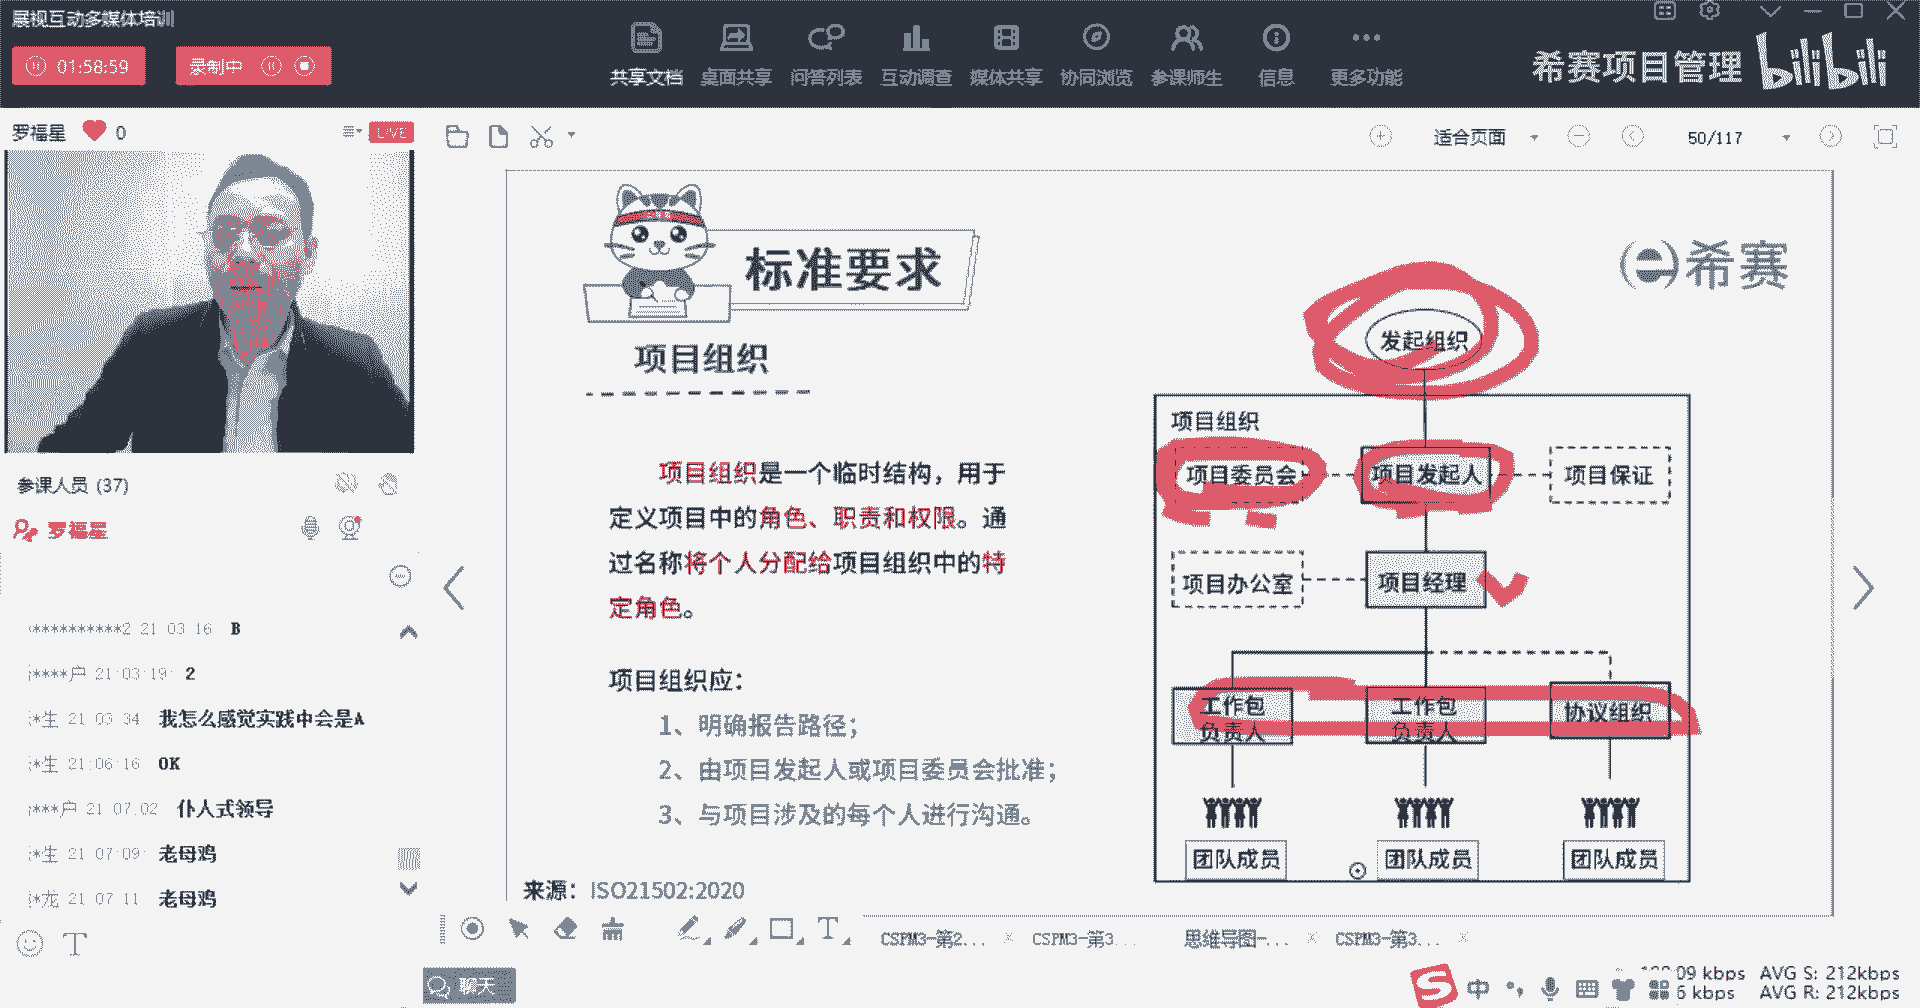 展视互动多媒体培训
01:58:59
录制中
共享文档 桌面共享 问答列表 互动调查 媒体共享 协同浏览 参课师生 信息 更多功能
希赛项目管理 bilibili
罗福星 0 LIVE
适合页面 50/117
参课人员 (37)
罗福星
**********2 21 03 16 B
****户 21:03:19 2
*生 21 03 34 我怎么感觉实践中会是A
*生 21:06:16 OK
***户 21 07 02 仆人式领导
*生 21 07 09 老母鸡
*龙 21 07 11 老母鸡
标准要求
希赛
项目组织
项目组织是一个临时结构，用于
定义项目中的角色、职责和权限。通
过名称将个人分配给项目组织中的特
定角色。
项目组织应：
1、明确报告路径；
2、由项目发起人或项目委员会批准；
3、与项目涉及的每个人进行沟通。
来源：ISO21502:2020
发起组织
项目组织
项目委员会 项目发起人 项目保证
项目办公室 项目经理
工作包
负责人
工作包
负责人
协议组织
团队成员 团队成员 团队成员
CSPM3-第2... CSPM3-第3... 思维导图-... CSPM3-第3...
聊天
中
09 kbps AVG S: 212kbps
6 kbps AVG R: 212kbps